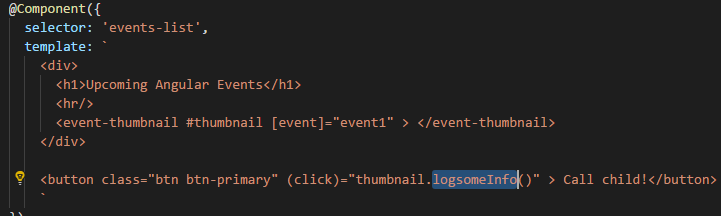 @Component({
  selector: 'events-list',
  template: `
    <div>
      <h1>Upcoming Angular Events</h1>
      <hr/>
      <event-thumbnail #thumbnail [event]="event1" > </event-thumbnail>
    </div>

    <button class="btn btn-primary" (click)="thumbnail.logsomeInfo()" > Call child!</button>
    `
})